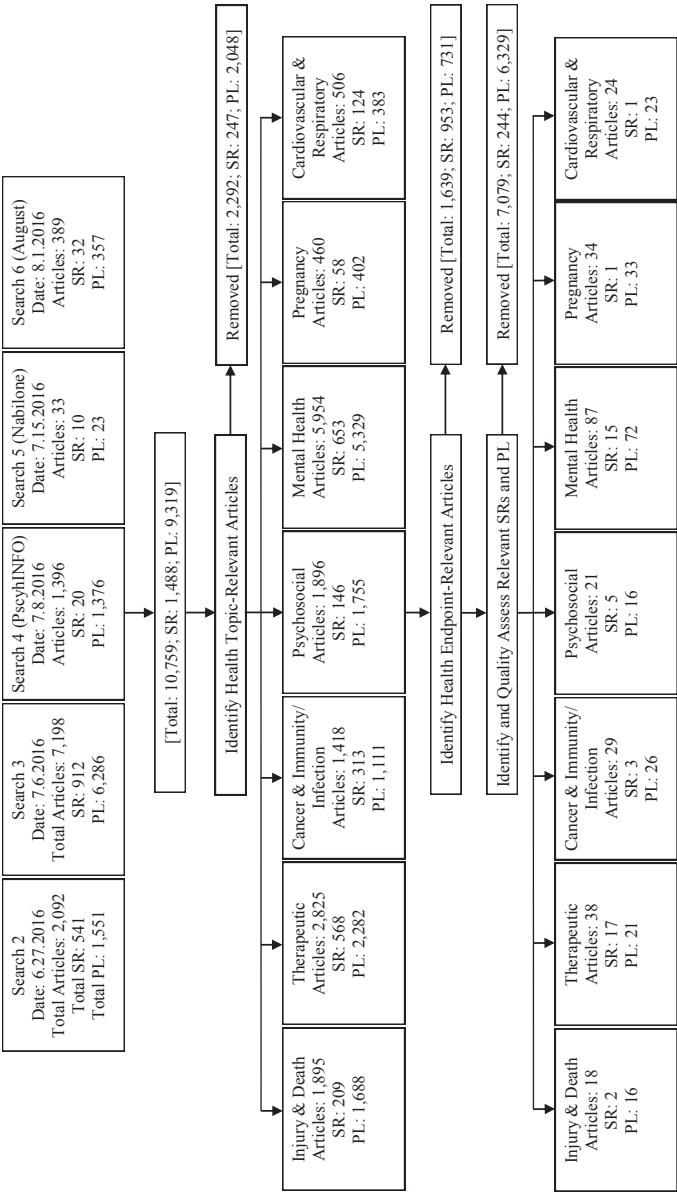 Search 2
Date: 6.27.2016
Total Articles: 2,092
Total SR: 541
Total PL: 1,551
Search 3
Date: 7.6.2016
Total Articles: 7,198
SR: 912
PL: 6,286
Search 4 (PscyhINFO)
Date: 7.8.2016
Articles: 1,396
SR: 20
PL: 1,376
Search 5 (Nabilone)
Date: 7.15.2016
Articles: 33
SR: 10
PL: 23
Search 6 (August)
Date: 8.1.2016
Articles: 389
SR: 32
PL: 357
[Total: 10,759; SR: 1,488; PL: 9,319]
Identify Health Topic-Relevant Articles
Removed [Total: 2,292; SR: 247; PL: 2,048]
Injury & Death
Articles: 1,895
SR: 209
PL: 1,688
Therapeutic
Articles: 2,825
SR: 568
PL: 2,282
Cancer & Immunity/
Infection
Articles: 1,418
SR: 313
PL: 1,111
Psychosocial
Articles: 1,896
SR: 146
PL: 1,755
Mental Health
Articles: 5,954
SR: 653
PL: 5,329
Pregnancy
Articles: 460
SR: 58
PL: 402
Cardiovascular &
Respiratory
Articles: 506
SR: 124
PL: 383
Identify Health Endpoint-Relevant Articles
Removed [Total: 1,639; SR: 953; PL: 731]
Identify and Quality Assess Relevant SRs and PL
Removed [Total: 7,079; SR: 244; PL: 6,329]
Injury & Death
Articles: 18
SR: 2
PL: 16
Therapeutic
Articles: 38
SR: 17
PL: 21
Cancer & Immunity/
Infection
Articles: 29
SR: 3
PL: 26
Psychosocial
Articles: 21
SR: 5
PL: 16
Mental Health
Articles: 87
SR: 15
PL: 72
Pregnancy
Articles: 34
SR: 1
PL: 33
Cardiovascular &
Respiratory
Articles: 24
SR: 1
PL: 23